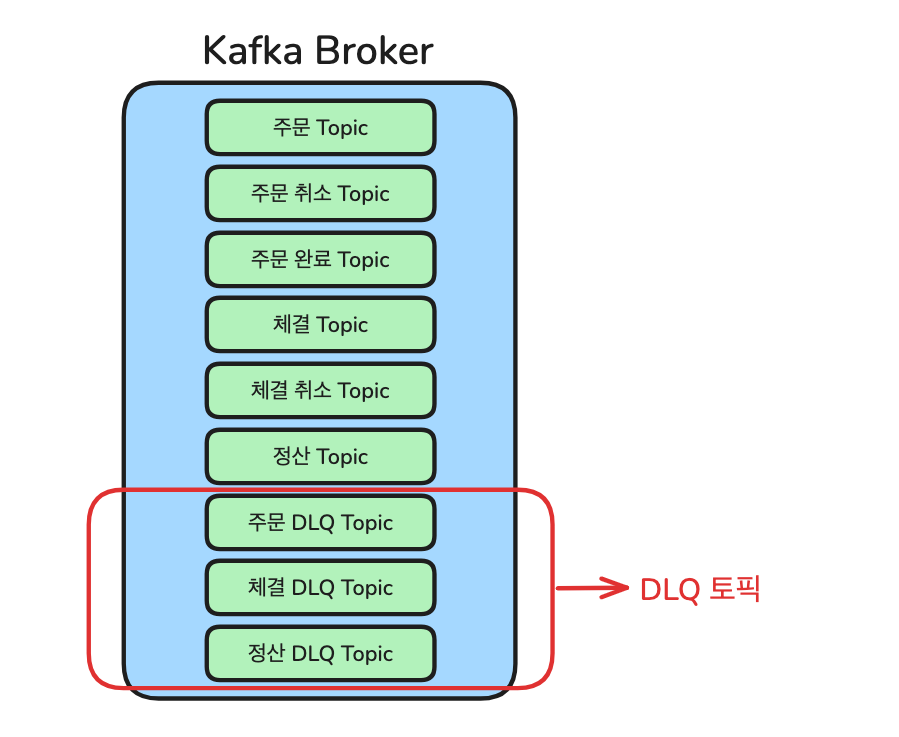 Kafka Broker
주문 Topic
주문 취소 Topic
주문 완료 Topic
체결 Topic
체결 취소 Topic
정산 Topic
주문 DLQ Topic
체결 DLQ Topic
정산 DLQ Topic
DLQ 토픽